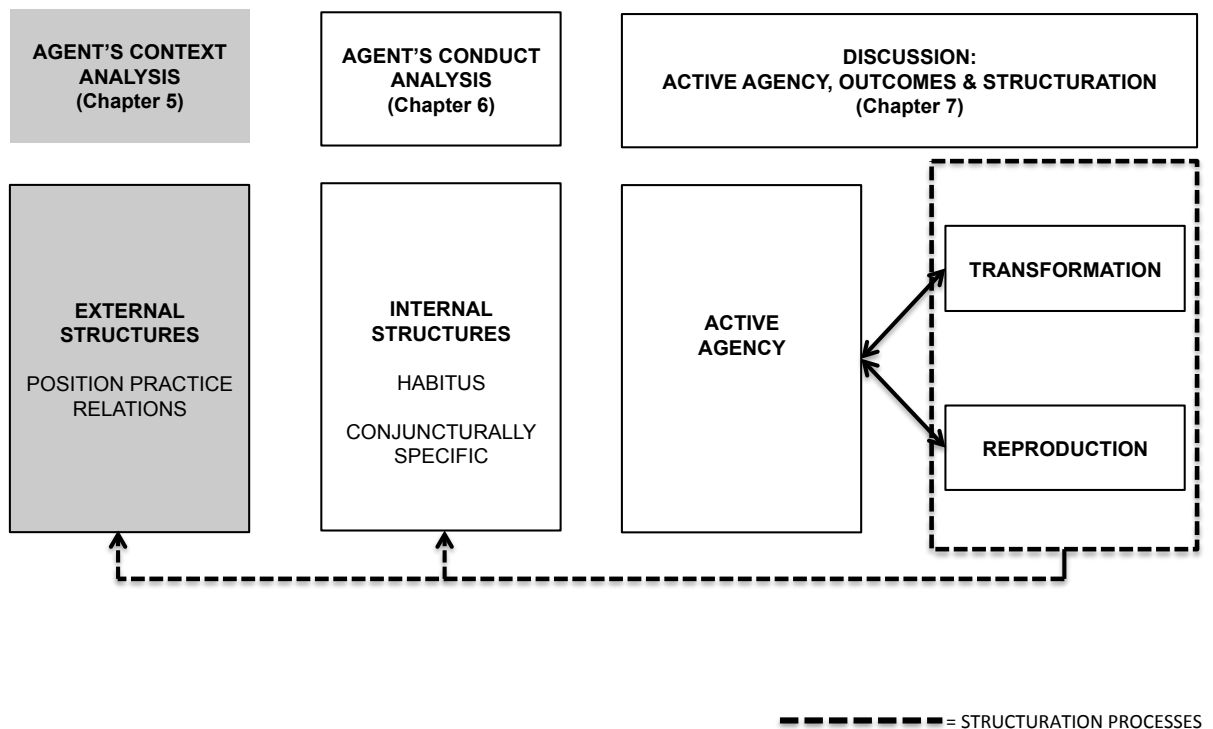 AGENT'S CONTEXT
ANALYSIS
(Chapter 5)
AGENT'S CONDUCT
ANALYSIS
(Chapter 6)
DISCUSSION:
ACTIVE AGENCY, OUTCOMES & STRUCTURATION
(Chapter 7)
EXTERNAL
STRUCTURES
POSITION PRACTICE
RELATIONS
INTERNAL
STRUCTURES
HABITUS
CONJUNCTURALLY
SPECIFIC
ACTIVE
AGENCY
TRANSFORMATION
REPRODUCTION
= STRUCTURATION PROCESSES